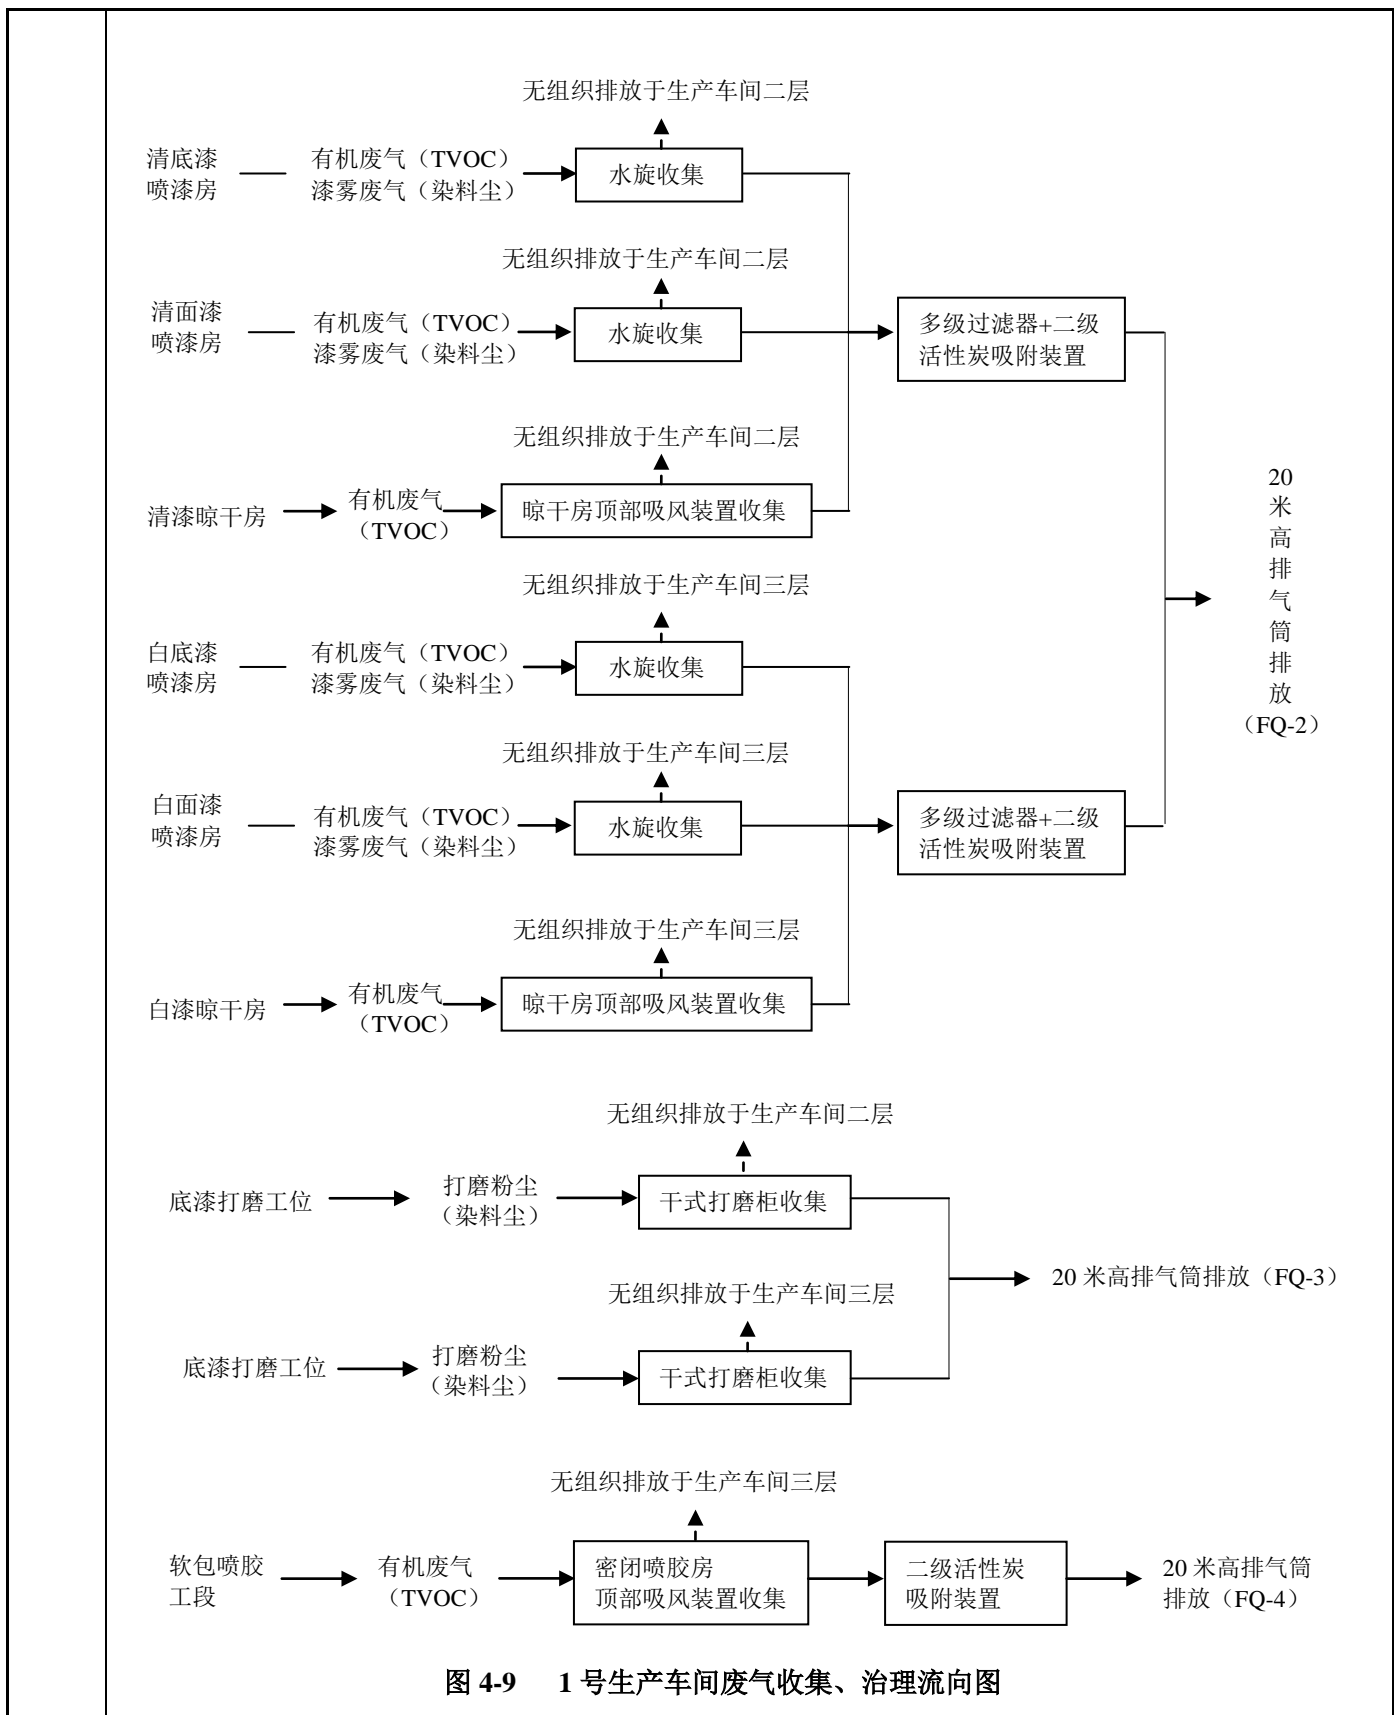 无组织排放于生产车间二层
清底漆
喷漆房
有机废气（TVOC）
漆雾废气（染料尘）
水旋收集
无组织排放于生产车间二层
清面漆
喷漆房
有机废气（TVOC）
漆雾废气（染料尘）
水旋收集
多级过滤器+二级
活性炭吸附装置
无组织排放于生产车间二层
清漆晾干房
有机废气
（TVOC）
晾干房顶部吸风装置收集
20
米
高
排
气
筒
排
放
（FQ-2）
无组织排放于生产车间三层
白底漆
喷漆房
有机废气（TVOC）
漆雾废气（染料尘）
水旋收集
无组织排放于生产车间三层
白面漆
喷漆房
有机废气（TVOC）
漆雾废气（染料尘）
水旋收集
多级过滤器+二级
活性炭吸附装置
无组织排放于生产车间三层
白漆晾干房
有机废气
（TVOC）
晾干房顶部吸风装置收集
无组织排放于生产车间二层
底漆打磨工位
打磨粉尘
（染料尘）
干式打磨柜收集
20 米高排气筒排放（FQ-3）
无组织排放于生产车间三层
底漆打磨工位
打磨粉尘
（染料尘）
干式打磨柜收集
无组织排放于生产车间三层
软包喷胶
工段
有机废气
（TVOC）
密闭喷胶房
顶部吸风装置收集
二级活性炭
吸附装置
20 米高排气筒
排放（FQ-4）
图 4-9 1 号生产车间废气收集、治理流向图